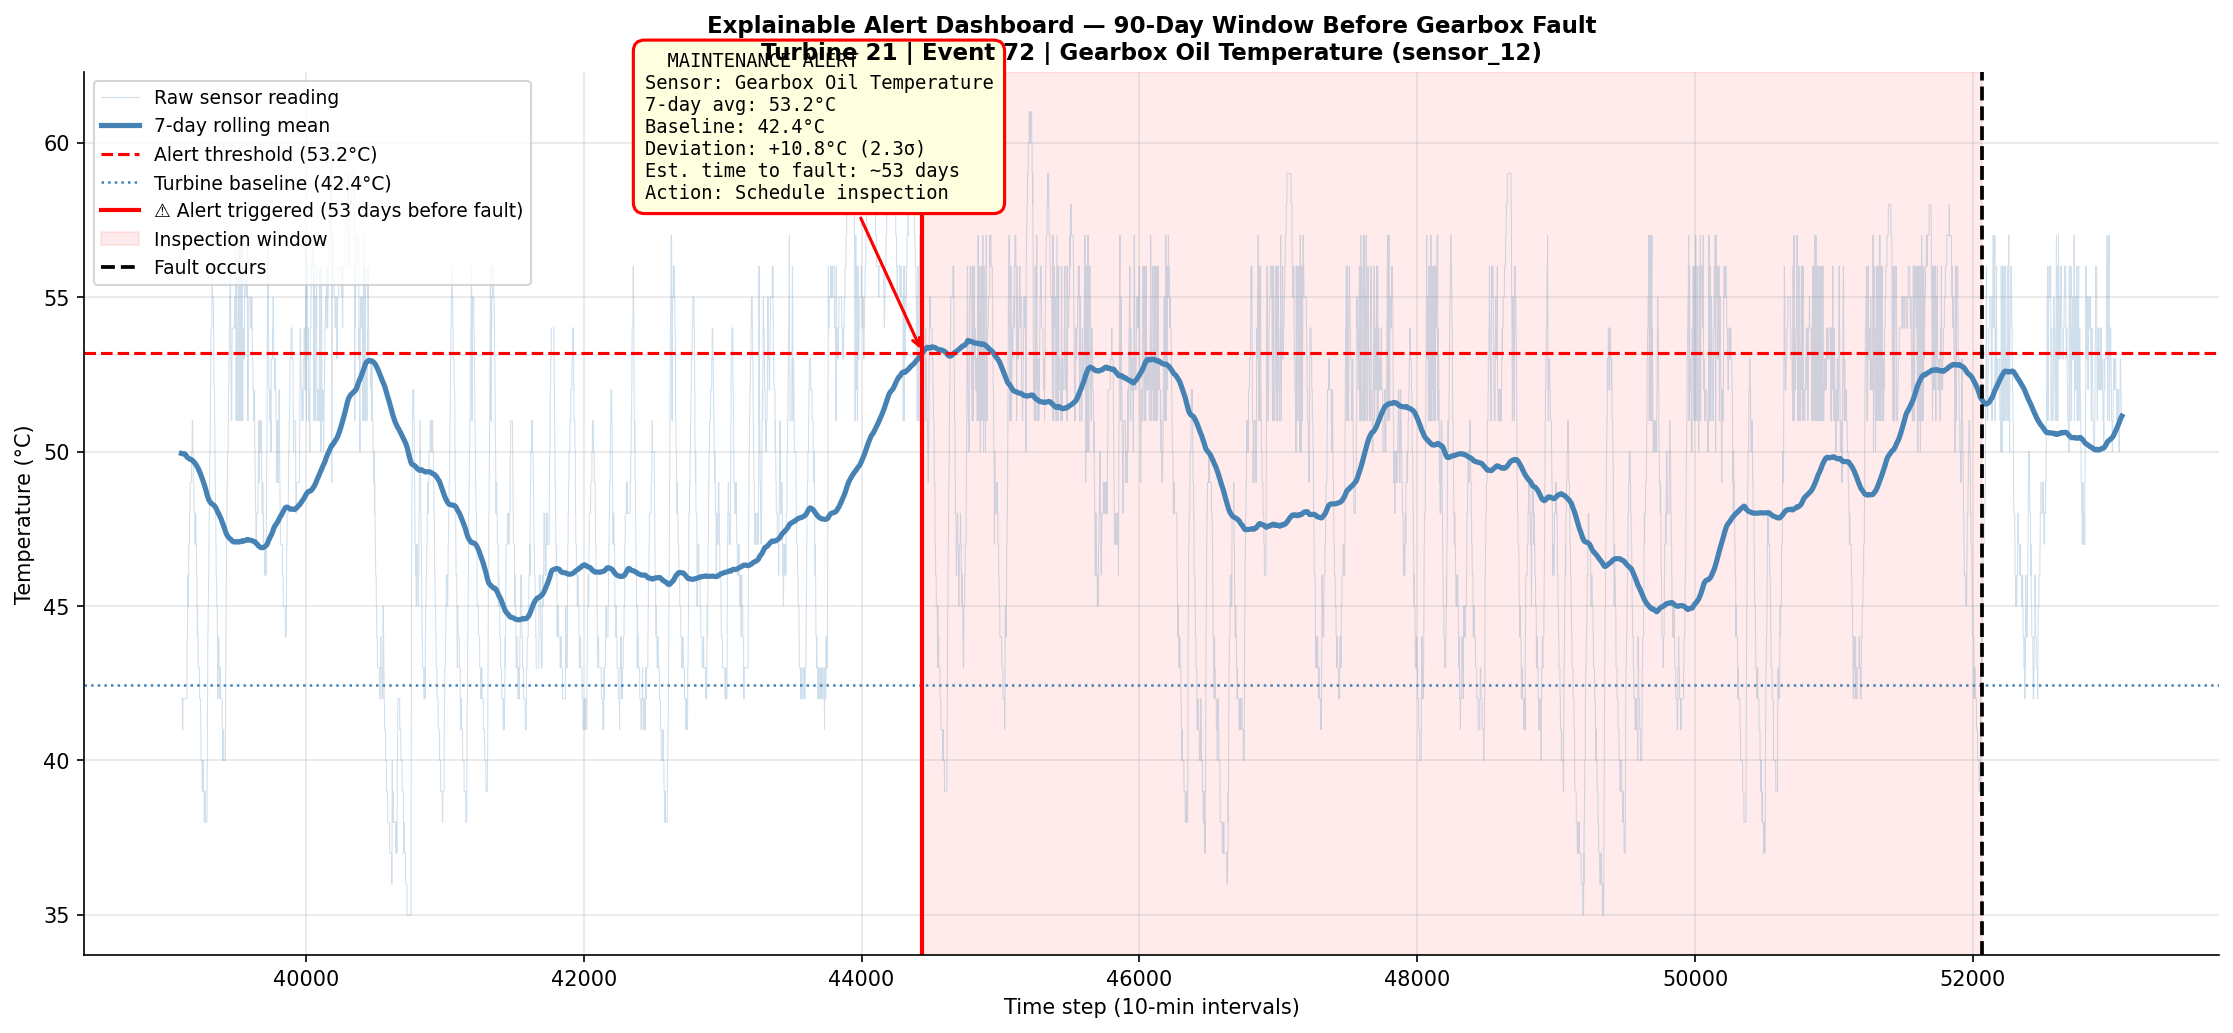 Explainable Alert Dashboard — 90-Day Window Before Gearbox Fault
Turbine 21 | Event 72 | Gearbox Oil Temperature (sensor_12)
MAINTENANCE ALERT
Sensor: Gearbox Oil Temperature
7-day avg: 53.2°C
Baseline: 42.4°C
Deviation: +10.8°C (2.3σ)
Est. time to fault: ~53 days
Action: Schedule inspection
Raw sensor reading
7-day rolling mean
Alert threshold (53.2°C)
Turbine baseline (42.4°C)
⚠ Alert triggered (53 days before fault)
Inspection window
Fault occurs
Temperature (°C)
60
55
50
45
40
35
40000
42000
44000
46000
48000
50000
52000
Time step (10-min intervals)